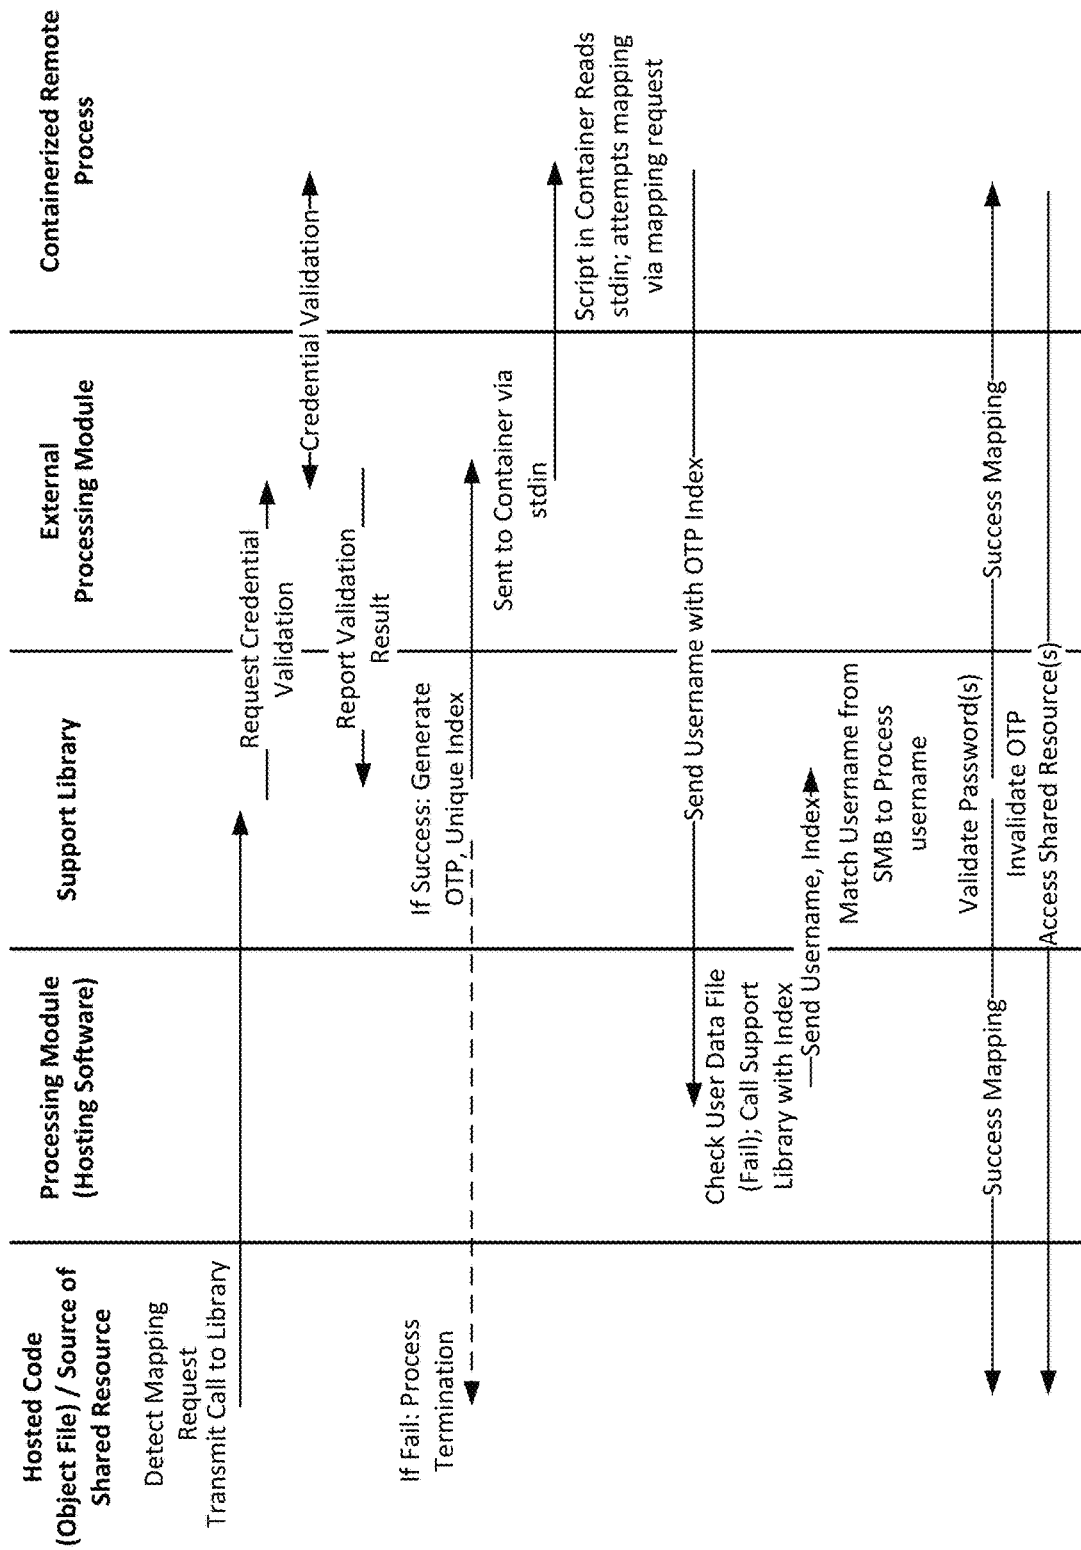 Hosted Code
(Object File) / Source of
Shared Resource
Processing Module
(Hosting Software)
Support Library
External
Processing Module
Containerized Remote
Process
Detect Mapping
Request
Transmit Call to Library
Request Credential
Validation
Credential Validation
Report Validation
Result
If Fail: Process
Termination
If Success: Generate
OTP, Unique Index
Sent to Container via
stdin
Script in Container Reads
stdin; attempts mapping
via mapping request
Send Username with OTP Index
Check User Data File
(Fail); Call Support
Library with Index
Send Username, Index
Match Username from
SMB to Process
username
Validate Password(s)
Success Mapping
Success Mapping
Invalidate OTP
Access Shared Resource(s)